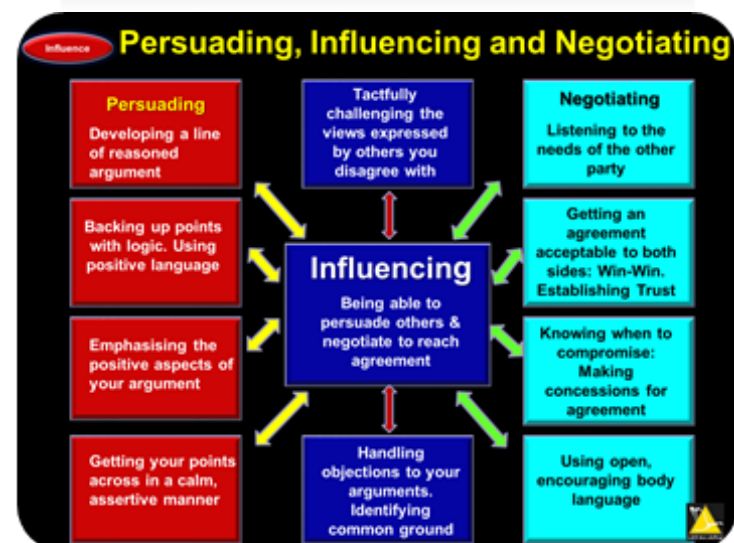 Influence
Persuading, Influencing and Negotiating
Persuading
Developing a line
of reasoned
argument
Backing up points
with logic. Using
positive language
Emphasising the
positive aspects of
your argument
Getting your points
across in a calm,
assertive manner
Tactfully
challenging the
views expressed
by others you
disagree with
Influencing
Being able to
persuade others &
negotiate to reach
agreement
Handling
objections to your
arguments.
Identifying
common ground
Negotiating
Listening to the
needs of the other
party
Getting an
agreement
acceptable to both
sides: Win-Win.
Establishing Trust
Knowing when to
compromise:
Making
concessions for
agreement
Using open,
encouraging body
language